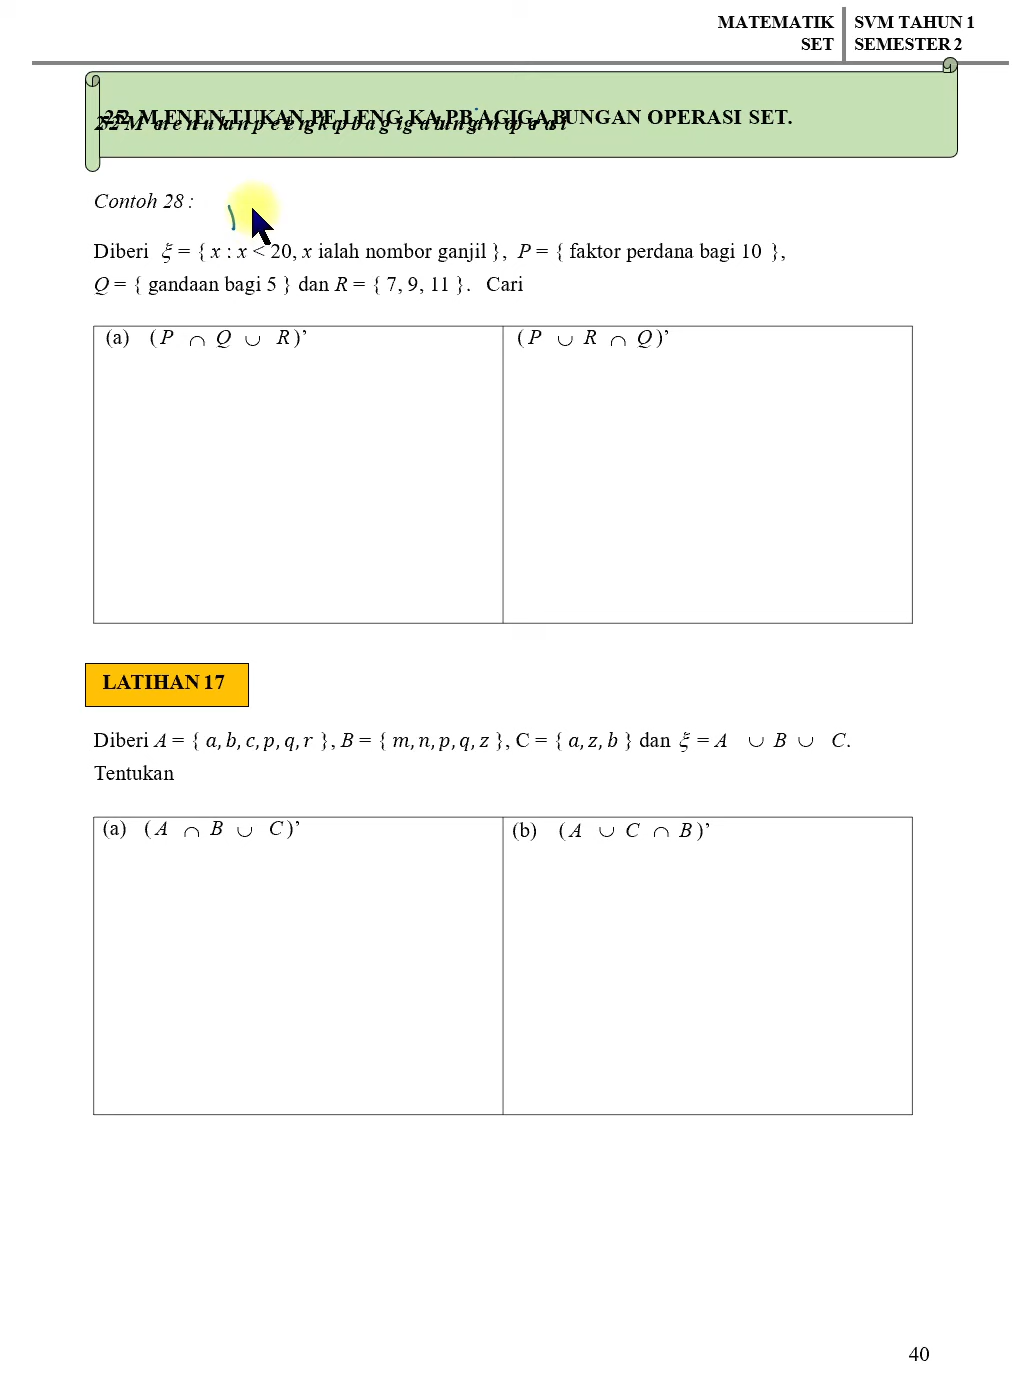 MATEMATIK
SET
SVM TAHUN 1
SEMESTER 2
OPERASI SET.
Contoh 28 :
Diberi ξ = { x : x < 20, x ialah nombor ganjil }, P = { faktor perdana bagi 10 },
Q = { gandaan bagi 5 } dan R = { 7, 9, 11 }. Cari
(a) ( P ∩ Q ∪ R )’
( P ∪ R ∩ Q )’
LATIHAN 17
Diberi A = { a, b, c, p, q, r }, B = { m, n, p, q, z }, C = { a, z, b } dan ξ = A ∪ B ∪ C.
Tentukan
(a) ( A ∩ B ∪ C )’
(b) ( A ∪ C ∩ B )’
40